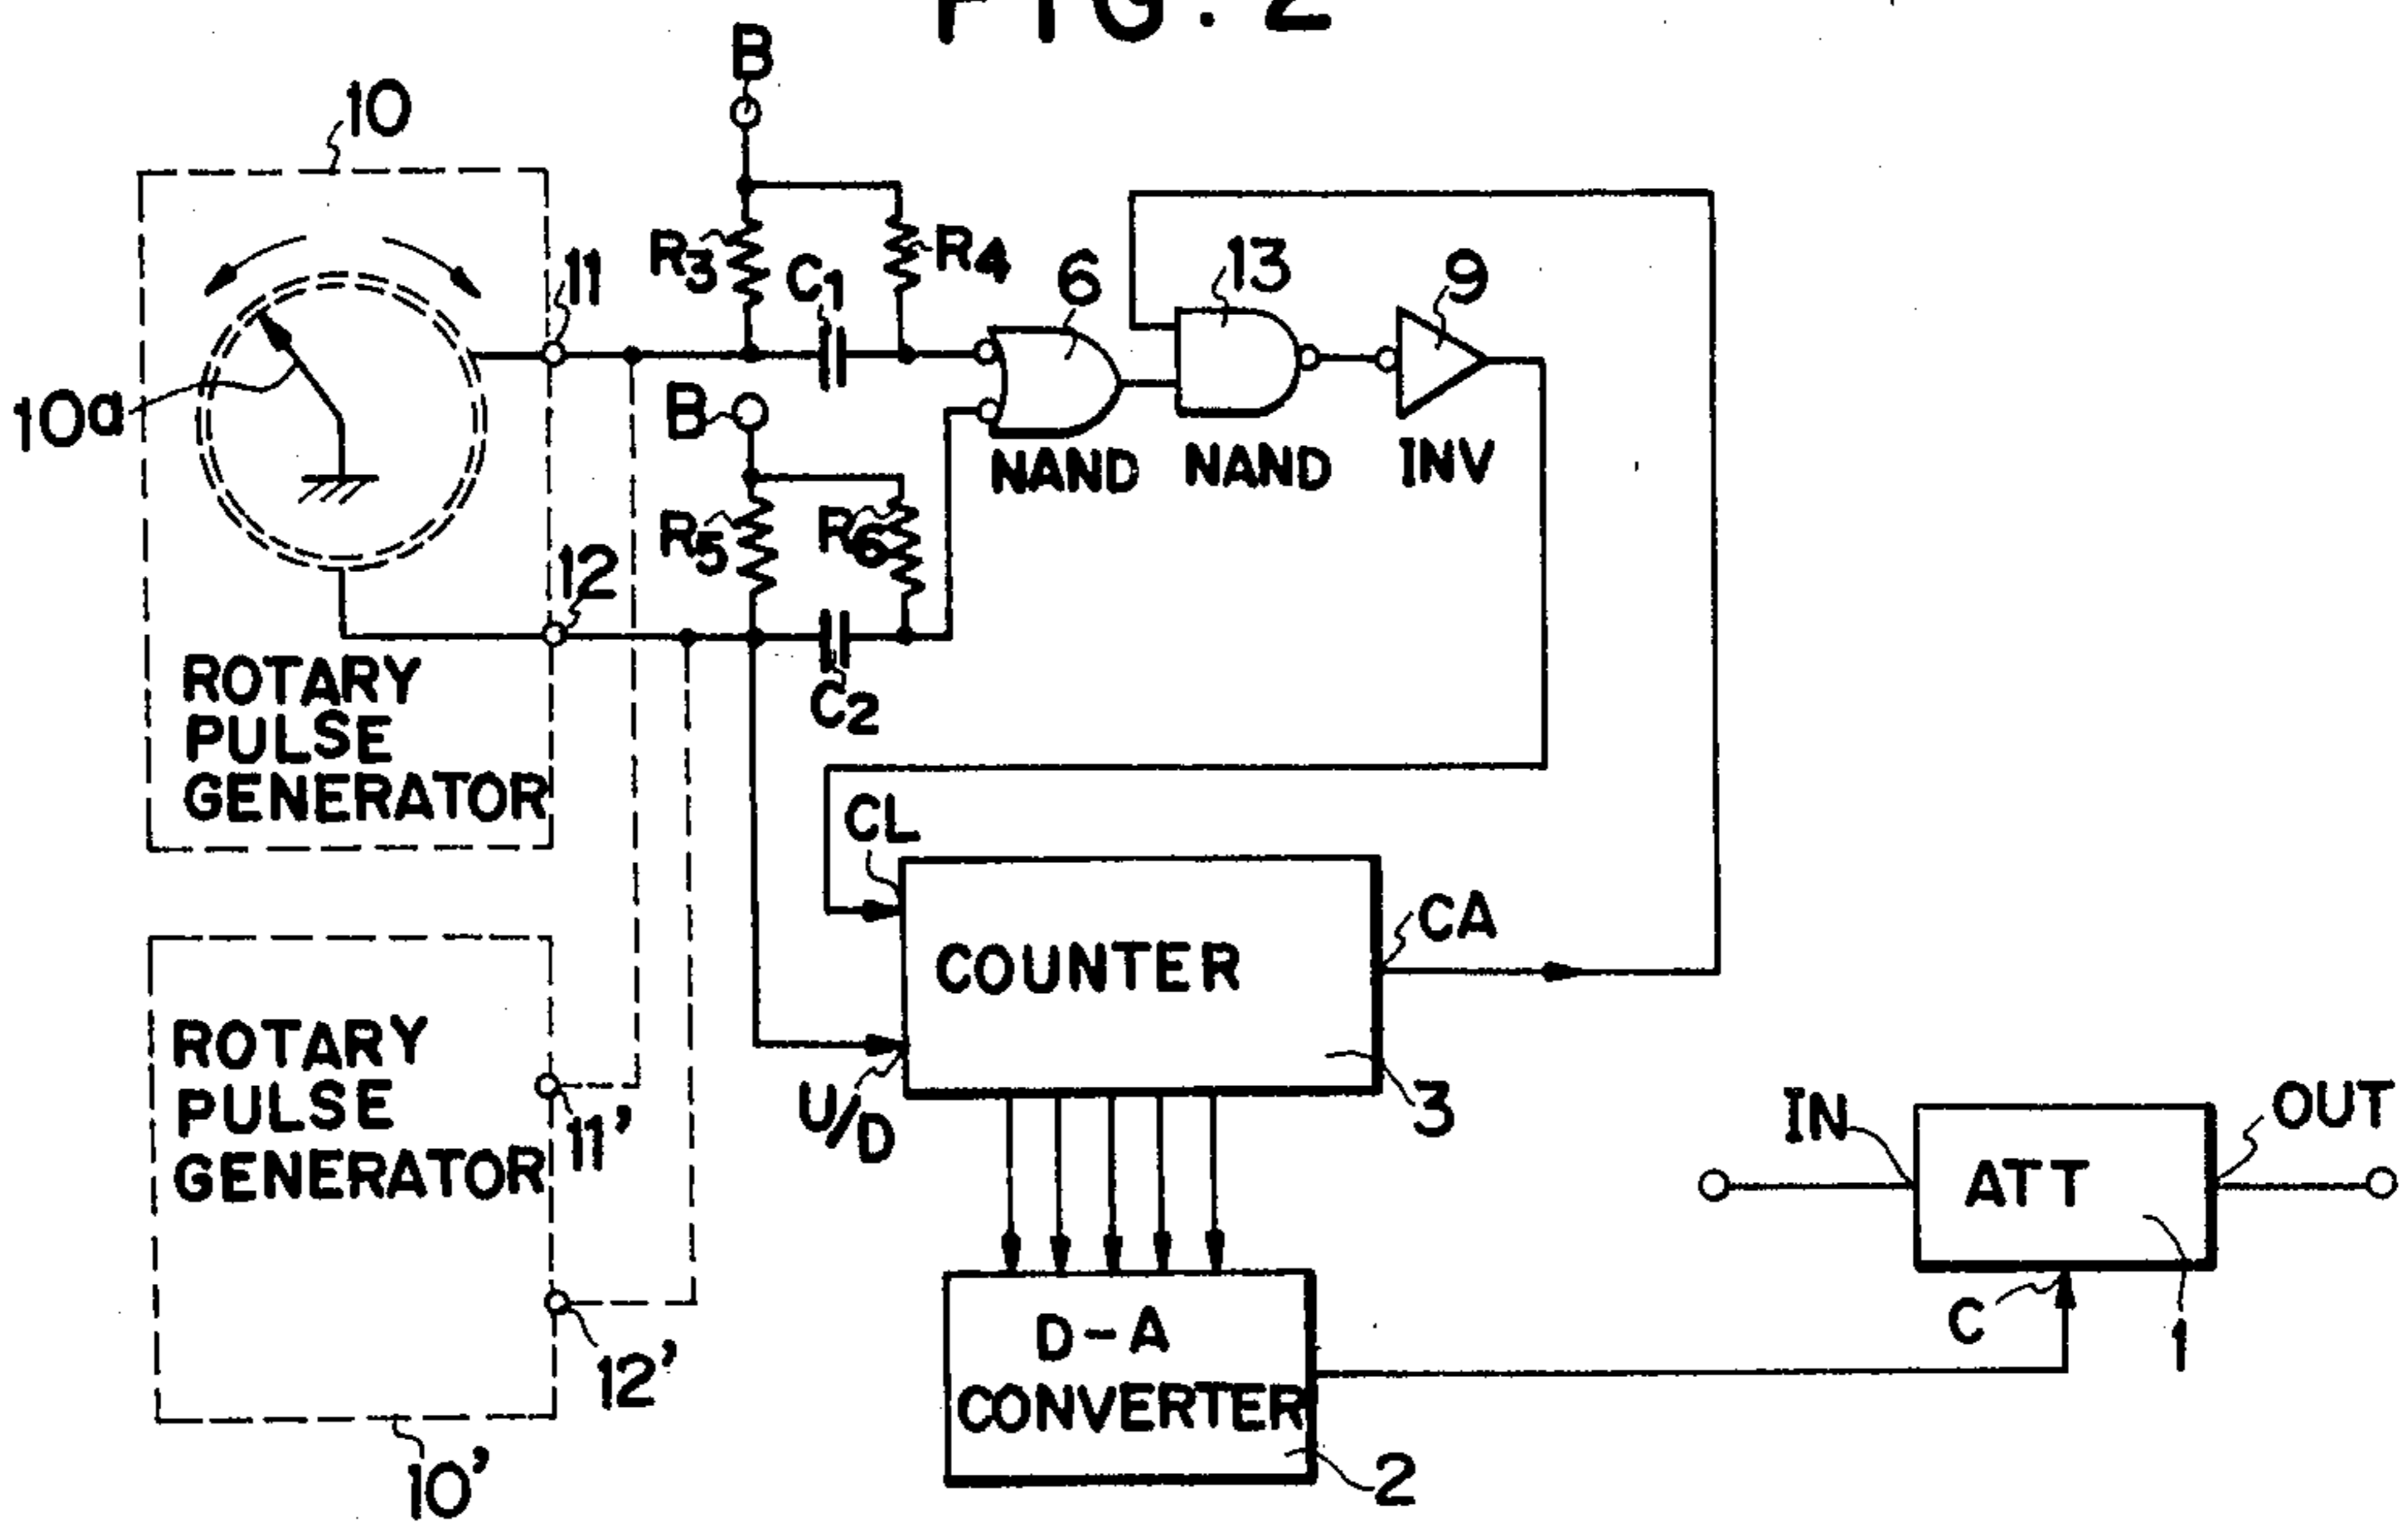 FIG. 2
B
10
R3
C1
R4
6
13
9
11
10a
B
NAND
NAND
INV
R5
R6
12
C2
ROTARY
PULSE
GENERATOR
CL
CA
COUNTER
U/D
3
ROTARY
PULSE
GENERATOR
11'
12'
10'
IN
ATT
OUT
C
1
D-A
CONVERTER
2